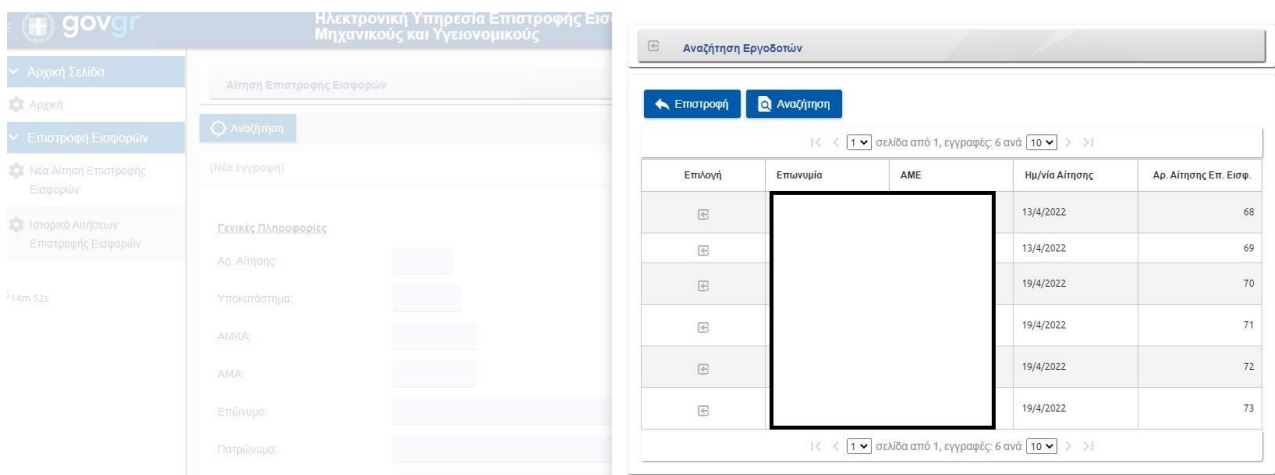 govgr
Ηλεκτρονική Υπηρεσία Επιστροφής Εισ
Μηχανικούς και Υγειονομικούς
Αρχική Σελίδα
Αρχική
Επιστροφή Εισφορών
Νέα Αίτηση Επιστροφής
Εισφορών
Ιστορικό Αιτήσεων
Επιστροφής Εισφορών
14m 52s
Αίτηση Επιστροφής Εισφορών
Αναζήτηση
(Νέα εγγραφή)
Γενικές Πληροφορίες
Αρ. Αίτησης:
Υποκατάστημα:
ΑΜΚΑ:
ΑΜΑ:
Επώνυμο:
Πατρώνυμο:
Αναζήτηση Εργοδοτών
Επιστροφή Αναζήτηση
|< < 1 σελίδα από 1, εγγραφές: 6 ανά 10 > >|
Επιλογή Επωνυμία ΑΜΕ Ημ/νία Αίτησης Αρ. Αίτησης Επ. Εισφ.
13/4/2022 68
13/4/2022 69
19/4/2022 70
19/4/2022 71
19/4/2022 72
19/4/2022 73
|< < 1 σελίδα από 1, εγγραφές: 6 ανά 10 > >|